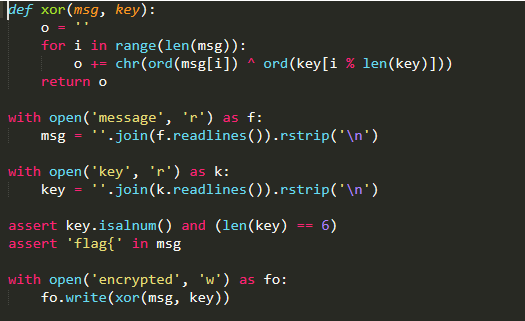 def xor(msg, key):
    o = ''
    for i in range(len(msg)):
        o += chr(ord(msg[i]) ^ ord(key[i % len(key)]))
    return o
with open('message', 'r') as f:
    msg = ''.join(f.readlines()).rstrip('\n')
with open('key', 'r') as k:
    key = ''.join(k.readlines()).rstrip('\n')
assert key.isalnum() and (len(key) == 6)
assert 'flag{' in msg
with open('encrypted', 'w') as fo:
    fo.write(xor(msg, key))